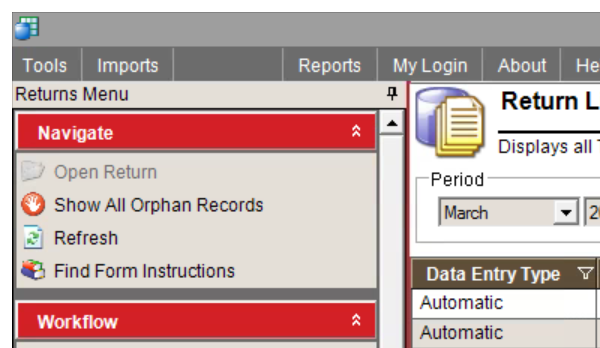 Tools Imports Reports My Login About He
Returns Menu
Return L
Navigate
Displays all
Open Return
Period
Show All Orphan Records
March 2
Refresh
Find Form Instructions
Data Entry Type
Automatic
Workflow
Automatic